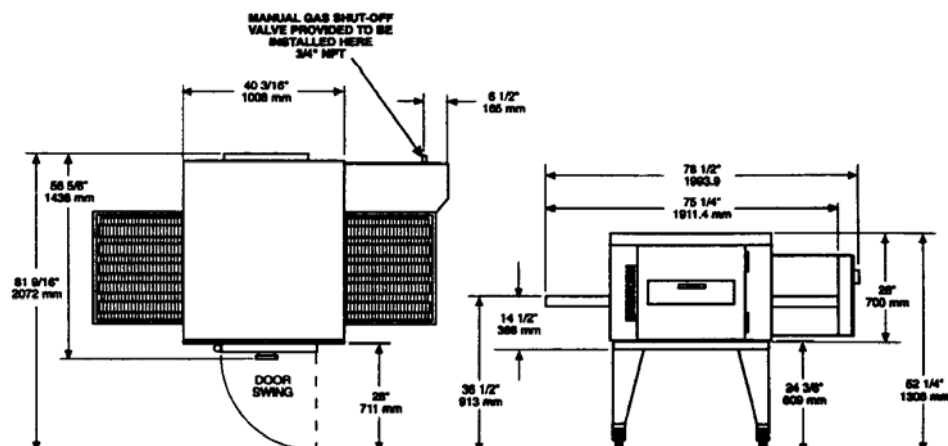 MANUAL GAS SHUT-OFF
VALVE PROVIDED TO BE
INSTALLED HERE
3/4" NPT
40 3/16"
1008 mm
6 1/2"
165 mm
56 5/8"
1436 mm
81 9/16"
2072 mm
DOOR
SWING
28"
711 mm
78 1/2"
1993.9
75 1/4"
1911.4 mm
14 1/2"
368 mm
36 1/2"
913 mm
28"
700 mm
24 3/8"
609 mm
52 1/4"
1308 mm